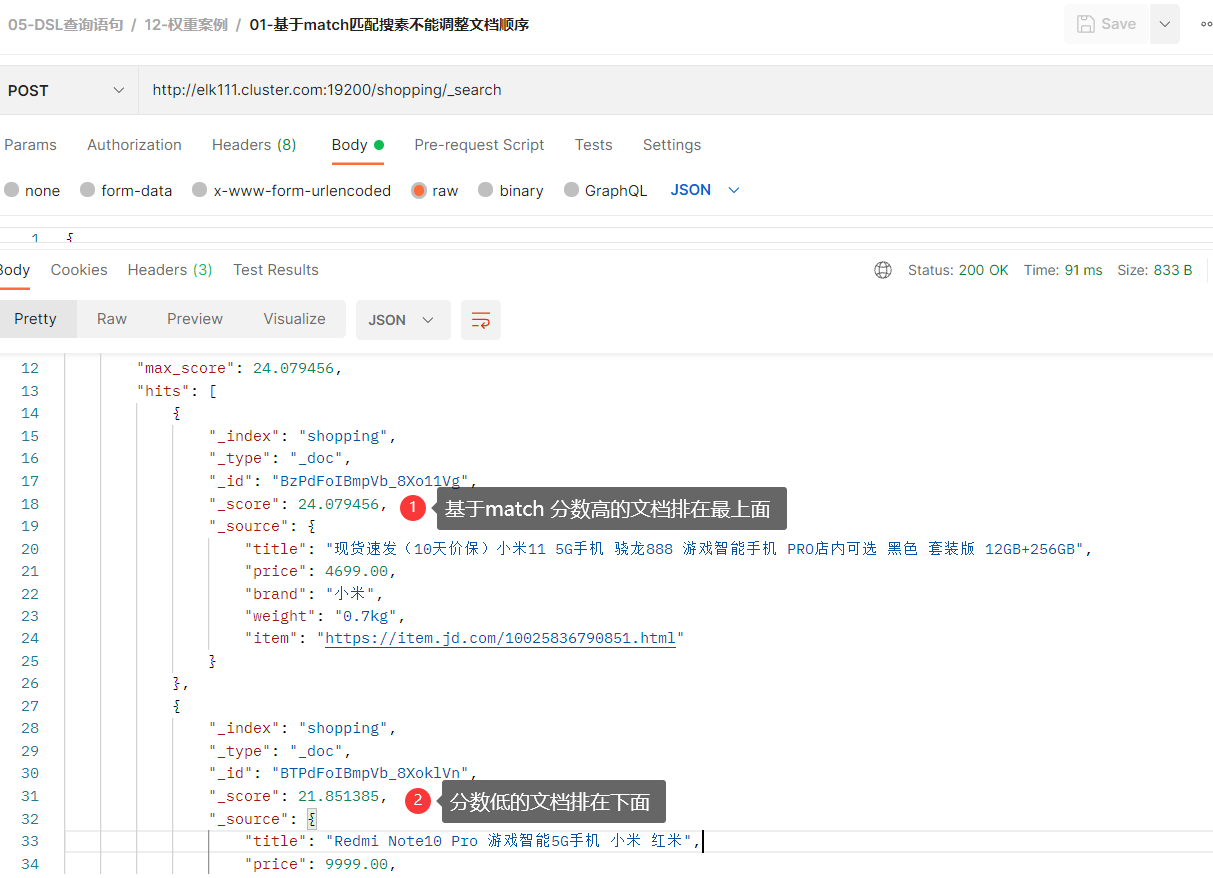 05-DSL查询语句 / 12-权重案例 / 01-基于match匹配搜素不能调整文档顺序
Save
POST
http://elk111.cluster.com:19200/shopping/_search
Params Authorization Headers (8) Body Pre-request Script Tests Settings
none form-data x-www-form-urlencoded raw binary GraphQL JSON
1 {
Body Cookies Headers (3) Test Results Status: 200 OK Time: 91 ms Size: 833 B
Pretty Raw Preview Visualize JSON
12 "max_score": 24.079456,
13 "hits": [
14 {
15 "_index": "shopping",
16 "_type": "_doc",
17 "_id": "BzPdFoIBmpVb_8Xo11Vg",
18 "_score": 24.079456, 1 基于match 分数高的文档排在最上面
19 "_source": {
20 "title": "现货速发（10天价保）小米11 5G手机 骁龙888 游戏智能手机 PRO店内可选 黑色 套装版 12GB+256GB",
21 "price": 4699.00,
22 "brand": "小米",
23 "weight": "0.7kg",
24 "item": "https://item.jd.com/10025836790851.html"
25 }
26 },
27 {
28 "_index": "shopping",
29 "_type": "_doc",
30 "_id": "BTPdFoIBmpVb_8XoklVn",
31 "_score": 21.851385, 2 分数低的文档排在下面
32 "_source": {
33 "title": "Redmi Note10 Pro 游戏智能5G手机 小米 红米",
34 "price": 9999.00,